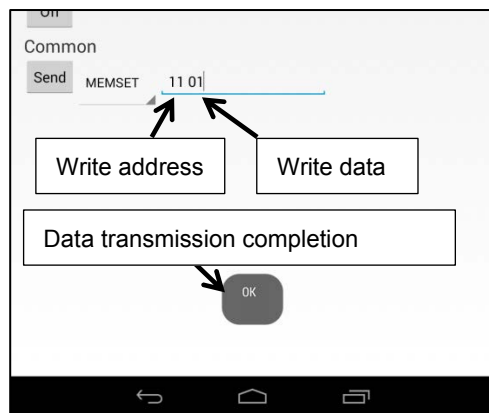 Common
Send MEMSET 11 01
Write address Write data
Data transmission completion
OK